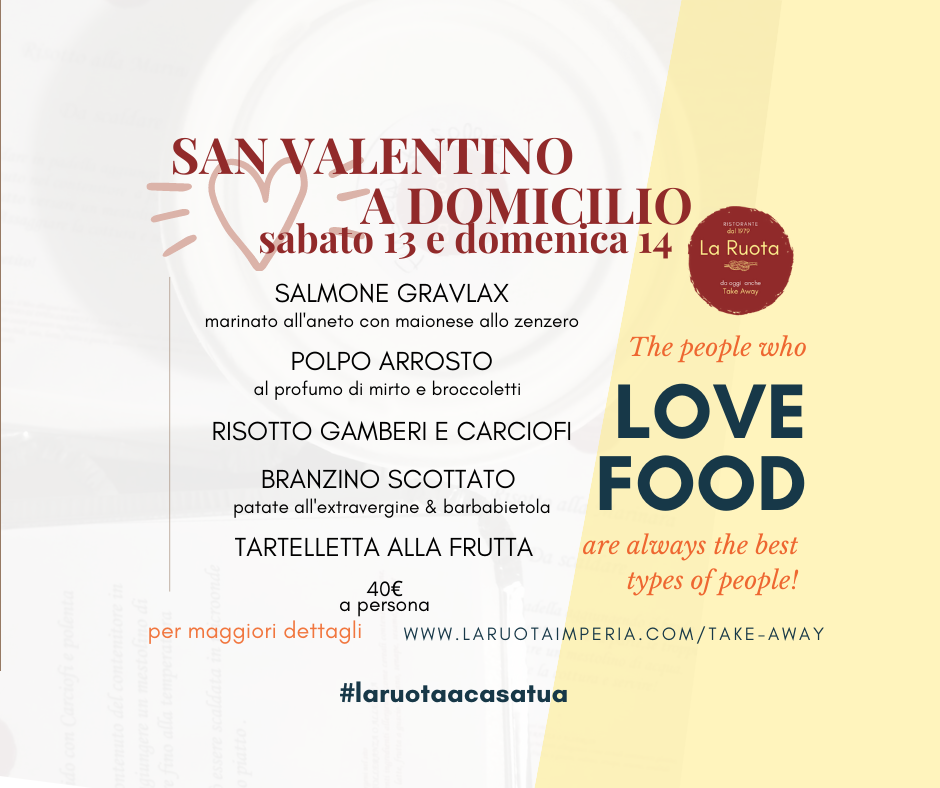 SAN VALENTINO
A DOMICILIO
sabato 13 e domenica 14
RISTORANTE
dal 1979
La Ruota
da oggi anche
Take Away
SALMONE GRAVLAX
marinato all'aneto con maionese allo zenzero
POLPO ARROSTO
al profumo di mirto e broccoletti
RISOTTO GAMBERI E CARCIOFI
BRANZINO SCOTTATO
patate all'extravergine & barbabietola
TARTELLETTA ALLA FRUTTA
40€
a persona
The people who
LOVE
FOOD
are always the best
types of people!
per maggiori dettagli
WWW.LARUOTAIMPERIA.COM/TAKE-AWAY
#laruotaacasatua